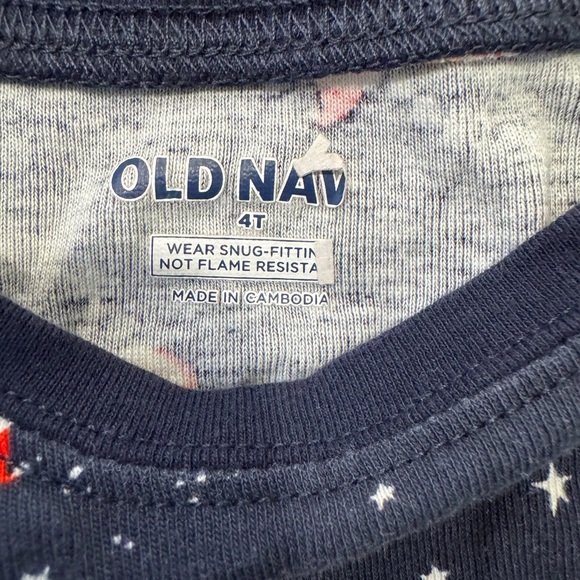 OLD NAV
4T
WEAR SNUG-FITTIN
NOT FLAME RESISTA
MADE IN CAMBODIA